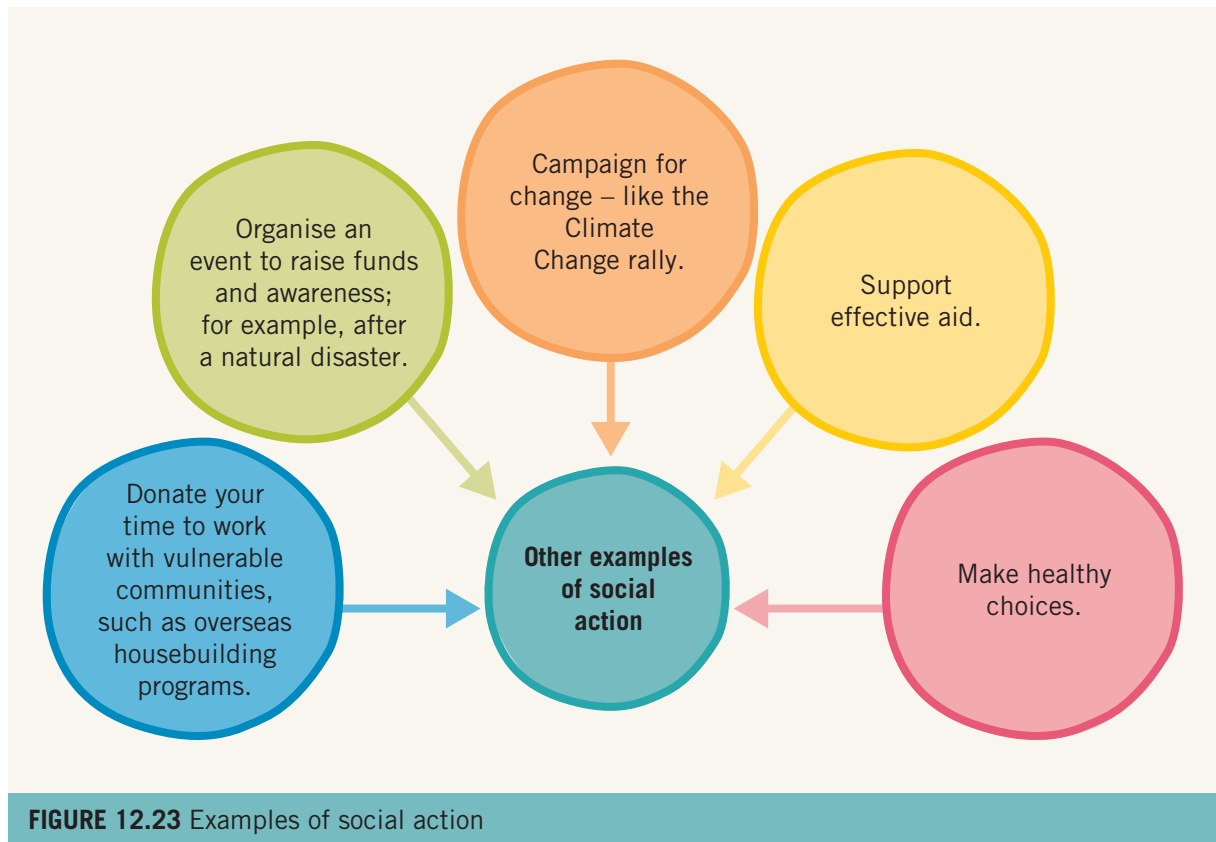 Campaign for
change – like the
Climate
Change rally.
Organise an
event to raise funds
and awareness;
for example, after
a natural disaster.
Support
effective aid.
Donate your
time to work
with vulnerable
communities,
such as overseas
housebuilding
programs.
Other examples
of social
action
Make healthy
choices.
FIGURE 12.23 Examples of social action